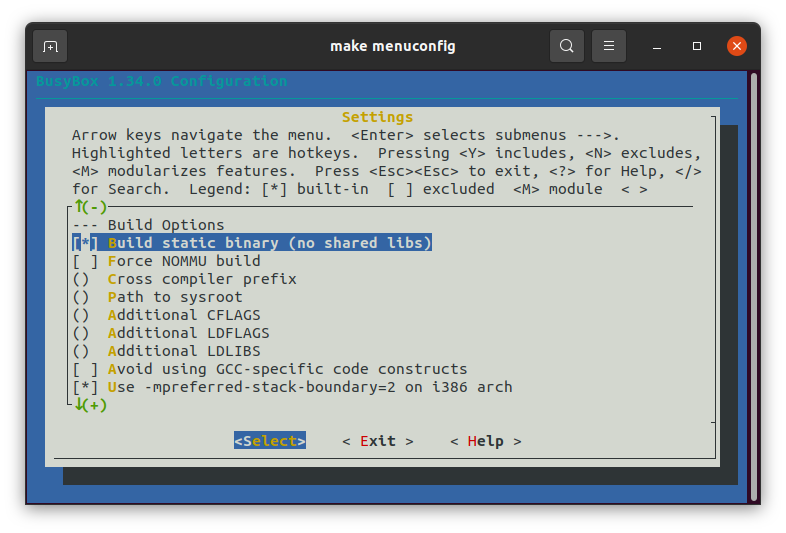 make menuconfig
BusyBox 1.34.0 Configuration
Settings
Arrow keys navigate the menu.  <Enter> selects submenus --->.
Highlighted letters are hotkeys.  Pressing <Y> includes, <N> excludes,
<M> modularizes features.  Press <Esc><Esc> to exit, <?> for Help, </>
for Search.  Legend: [*] built-in  [ ] excluded  <M> module  < >
↑(-)
--- Build Options
[*] Build static binary (no shared libs)
[ ] Force NOMMU build
()  Cross compiler prefix
()  Path to sysroot
()  Additional CFLAGS
()  Additional LDFLAGS
()  Additional LDLIBS
[ ] Avoid using GCC-specific code constructs
[*] Use -mpreferred-stack-boundary=2 on i386 arch
↓(+)
<Select>    < Exit >    < Help >